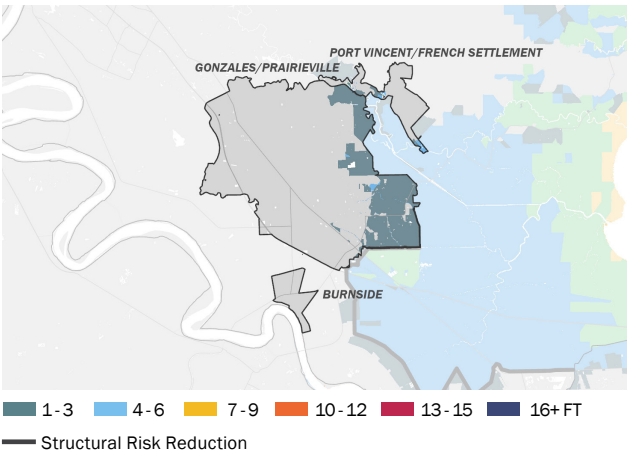 PORT VINCENT/FRENCH SETTLEMENT
GONZALES/PRAIRIEVILLE
BURNSIDE
1-3 4-6 7-9 10-12 13-15 16+ FT
Structural Risk Reduction